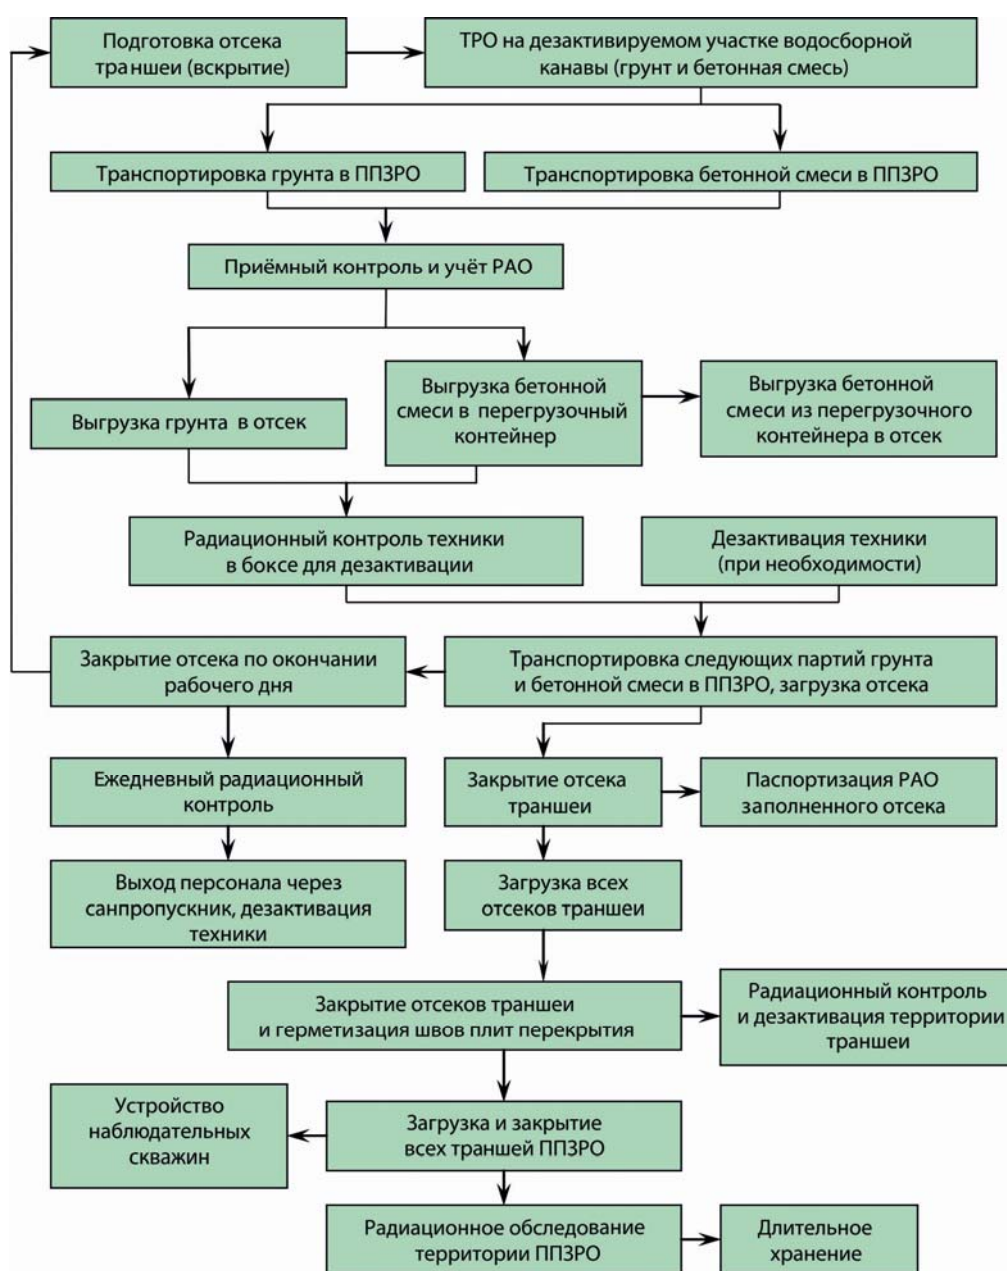 Подготовка отсека
траншеи (вскрытие)
ТРО на дезактивируемом участке водосборной
канавы (грунт и бетонная смесь)
Транспортировка грунта в ППЗРО
Транспортировка бетонной смеси в ППЗРО
Приёмный контроль и учёт РАО
Выгрузка грунта в отсек
Выгрузка бетонной
смеси в перегрузочный
контейнер
Выгрузка бетонной
смеси из перегрузочного
контейнера в отсек
Радиационный контроль техники
в боксе для дезактивации
Дезактивация техники
(при необходимости)
Закрытие отсека по окончании
рабочего дня
Транспортировка следующих партий грунта
и бетонной смеси в ППЗРО, загрузка отсека
Ежедневный радиационный
контроль
Закрытие отсека
траншеи
Паспортизация РАО
заполненного отсека
Выход персонала через
санпропускник, дезактивация
техники
Загрузка всех
отсеков траншеи
Закрытие отсеков траншеи
и герметизация швов плит перекрытия
Радиационный контроль
и дезактивация территории
траншеи
Устройство
наблюдательных
скважин
Загрузка и закрытие
всех траншей ППЗРО
Радиационное обследование
территории ППЗРО
Длительное
хранение